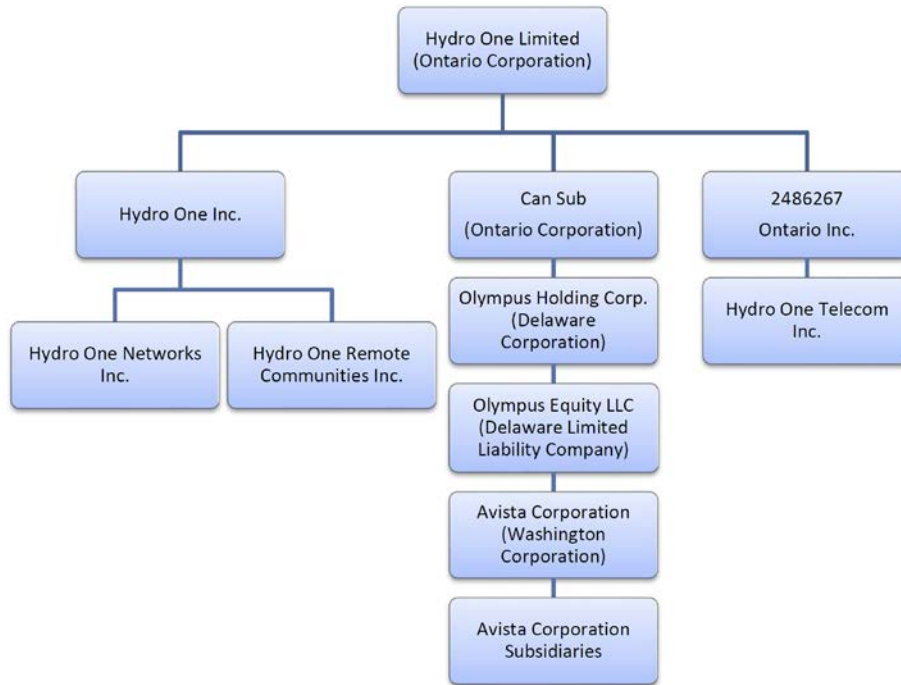 Hydro One Limited
(Ontario Corporation)
Hydro One Inc.
Can Sub
(Ontario Corporation)
2486267
Ontario Inc.
Hydro One Networks
Inc.
Hydro One Remote
Communities Inc.
Olympus Holding Corp.
(Delaware
Corporation)
Hydro One Telecom
Inc.
Olympus Equity LLC
(Delaware Limited
Liability Company)
Avista Corporation
(Washington
Corporation)
Avista Corporation
Subsidiaries